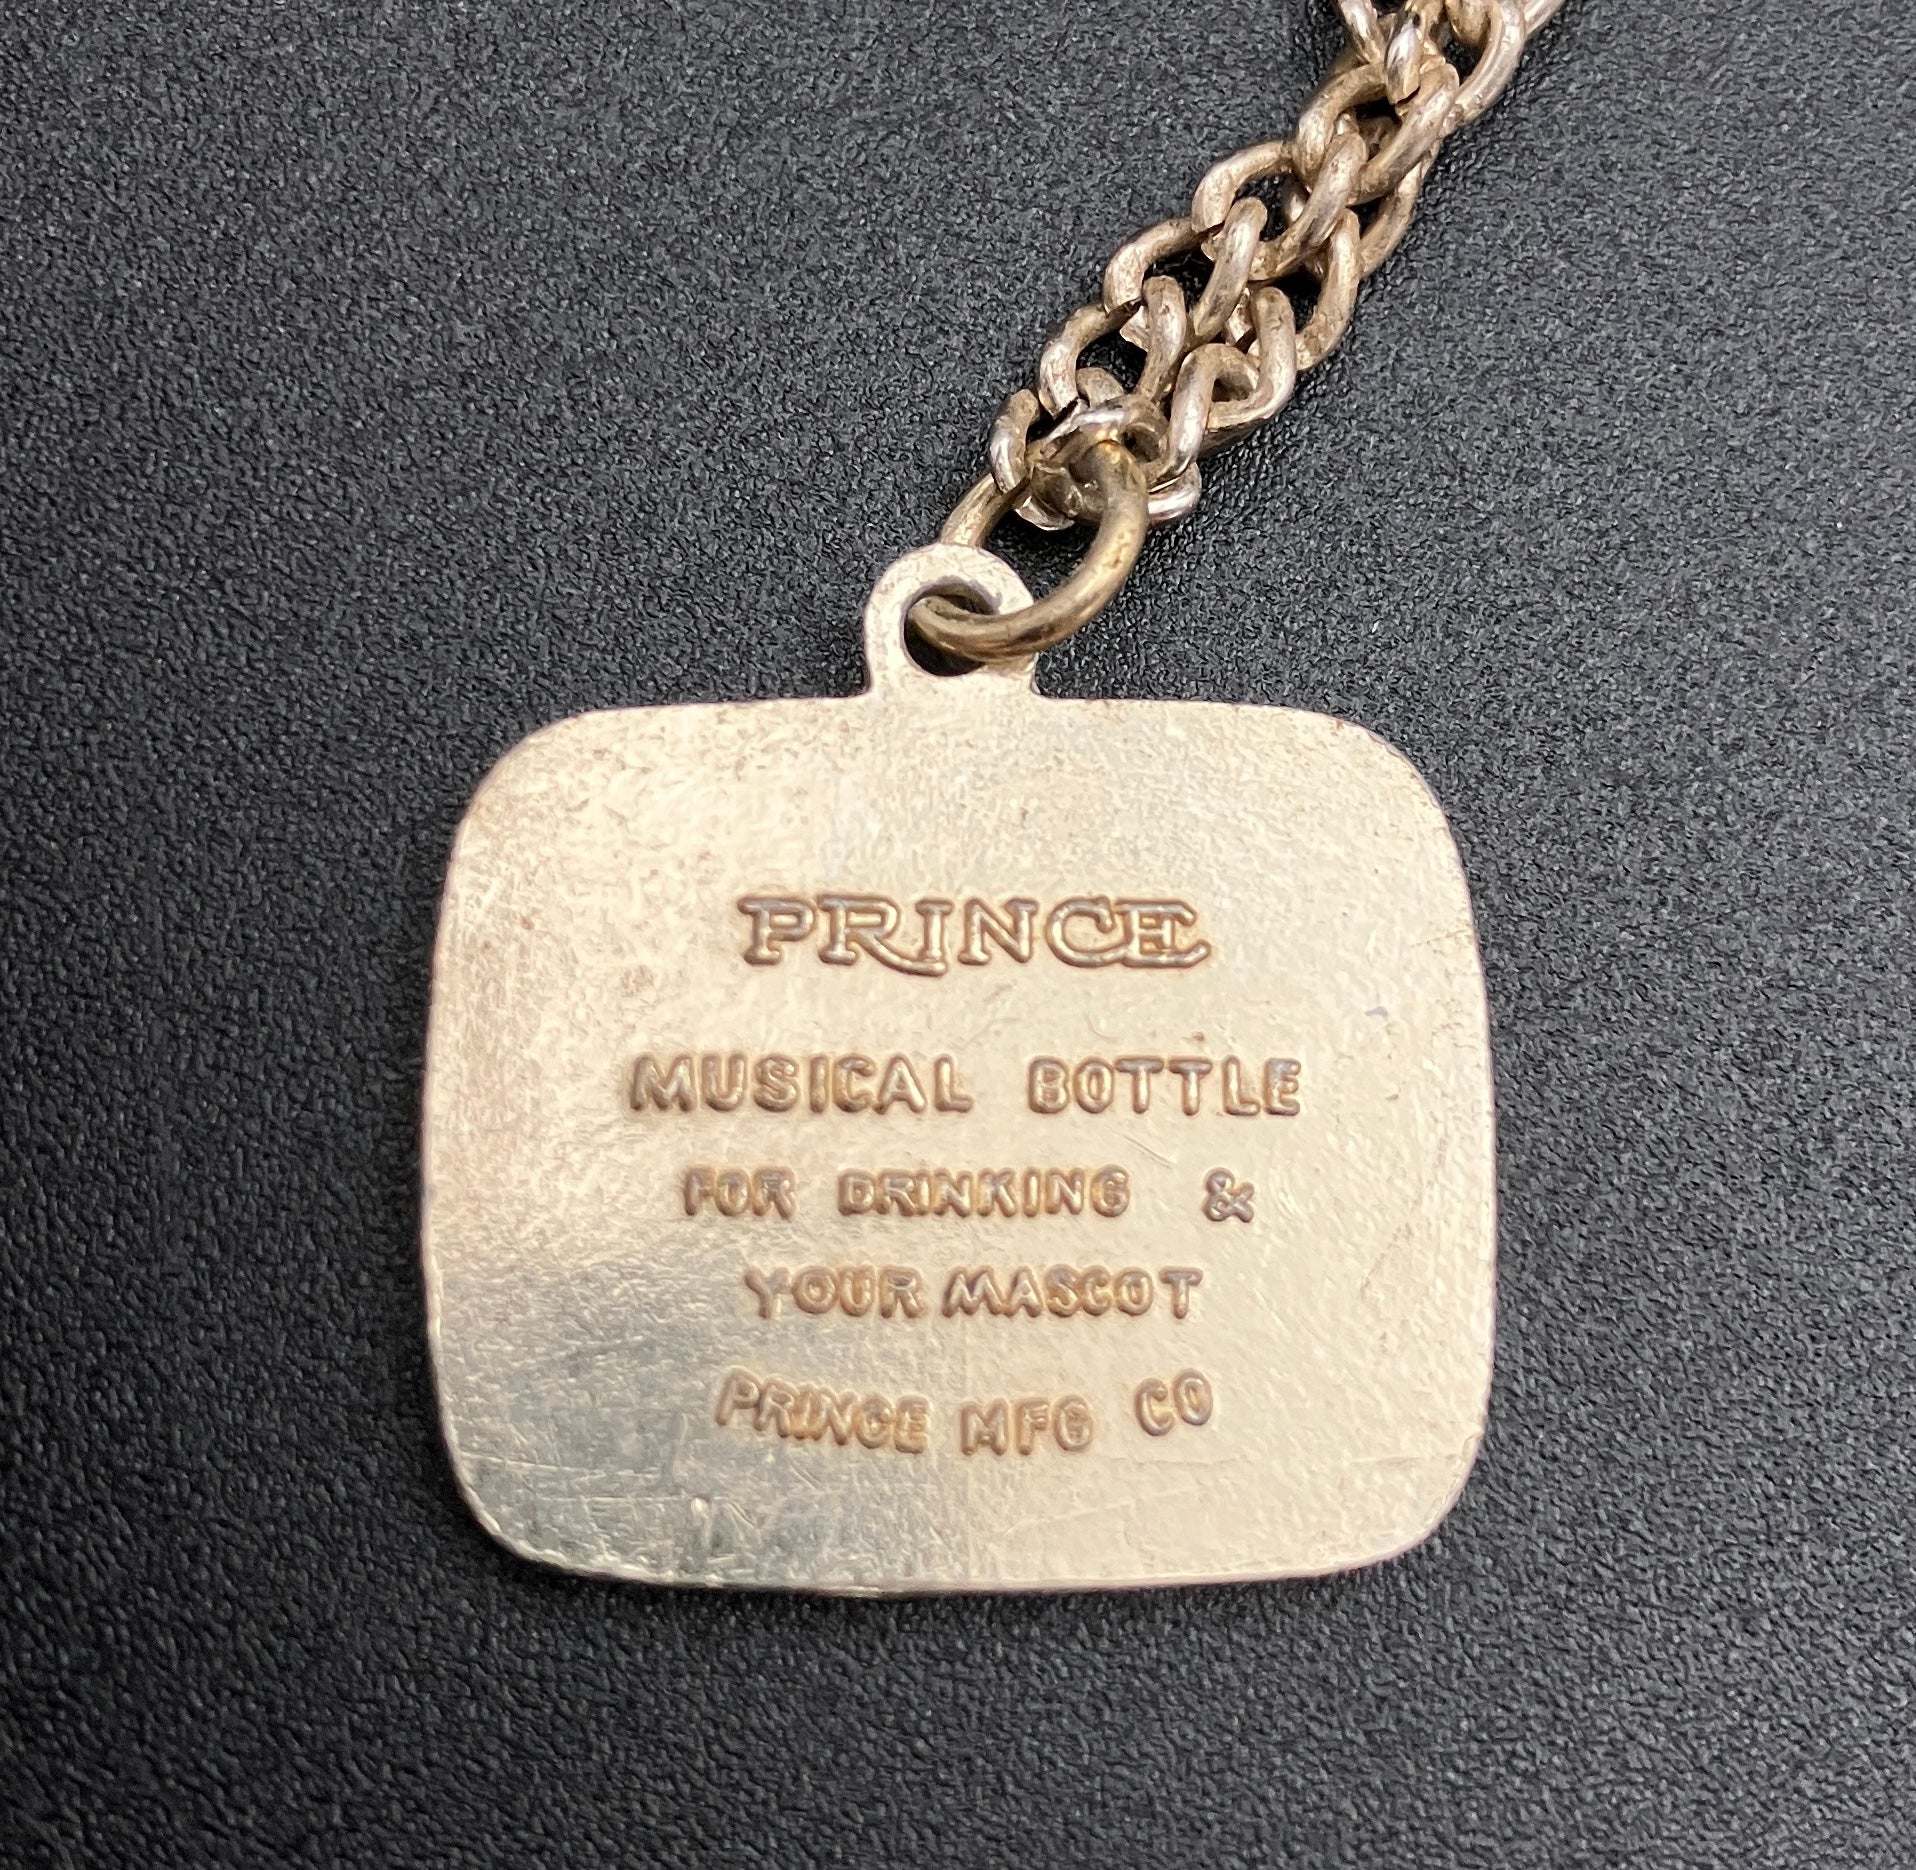 PRINCE
MUSICAL BOTTLE
FOR DRINKING &
YOUR MASCOT
PRINCE MFG CO